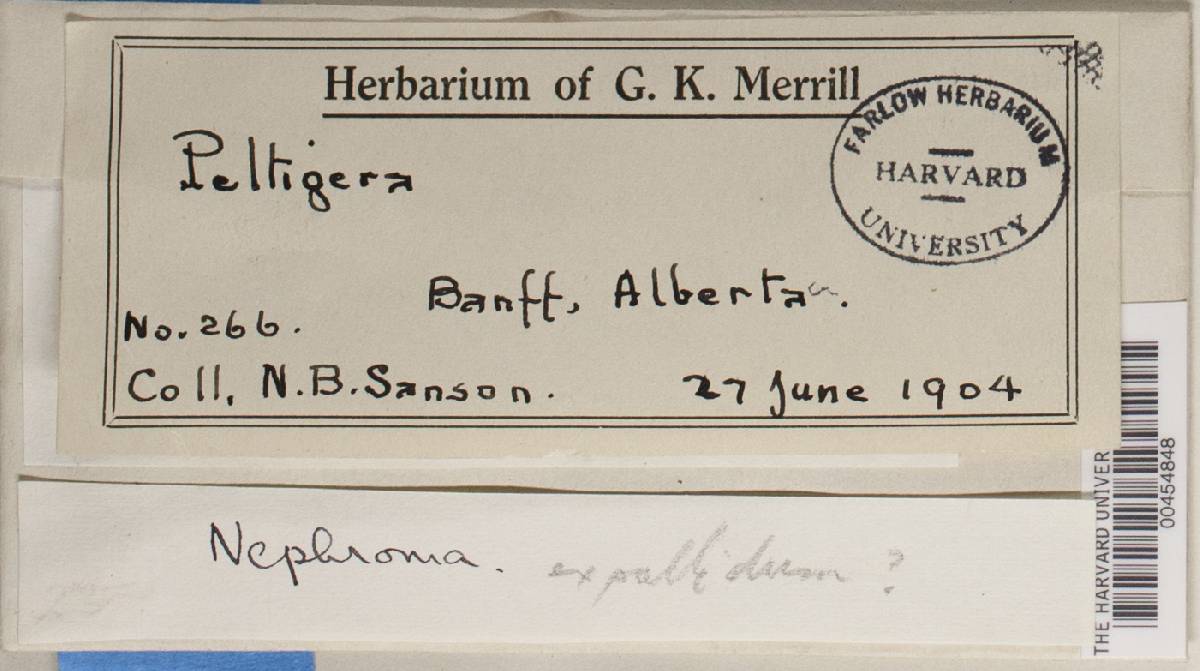 Herbarium of G. K. Merrill
FARLOW HERBARIUM
HARVARD
UNIVERSITY
Peltigera
Banff, Alberta.
No. 266.
Coll. N.B. Sanson. 27 June 1904
Nephroma. expallidum ?
THE HARVARD UNIVER
00454848